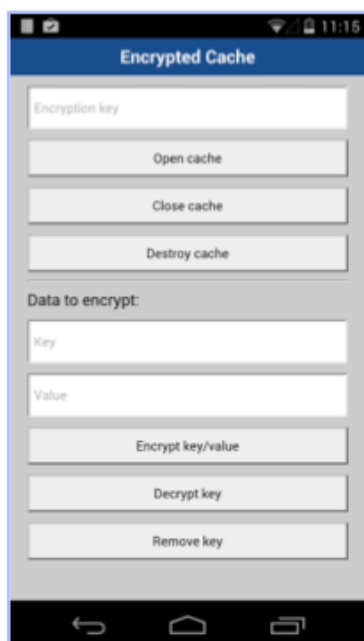 11:15
Encrypted Cache
Encryption key
Open cache
Close cache
Destroy cache
Data to encrypt:
Key
Value
Encrypt key/value
Decrypt key
Remove key